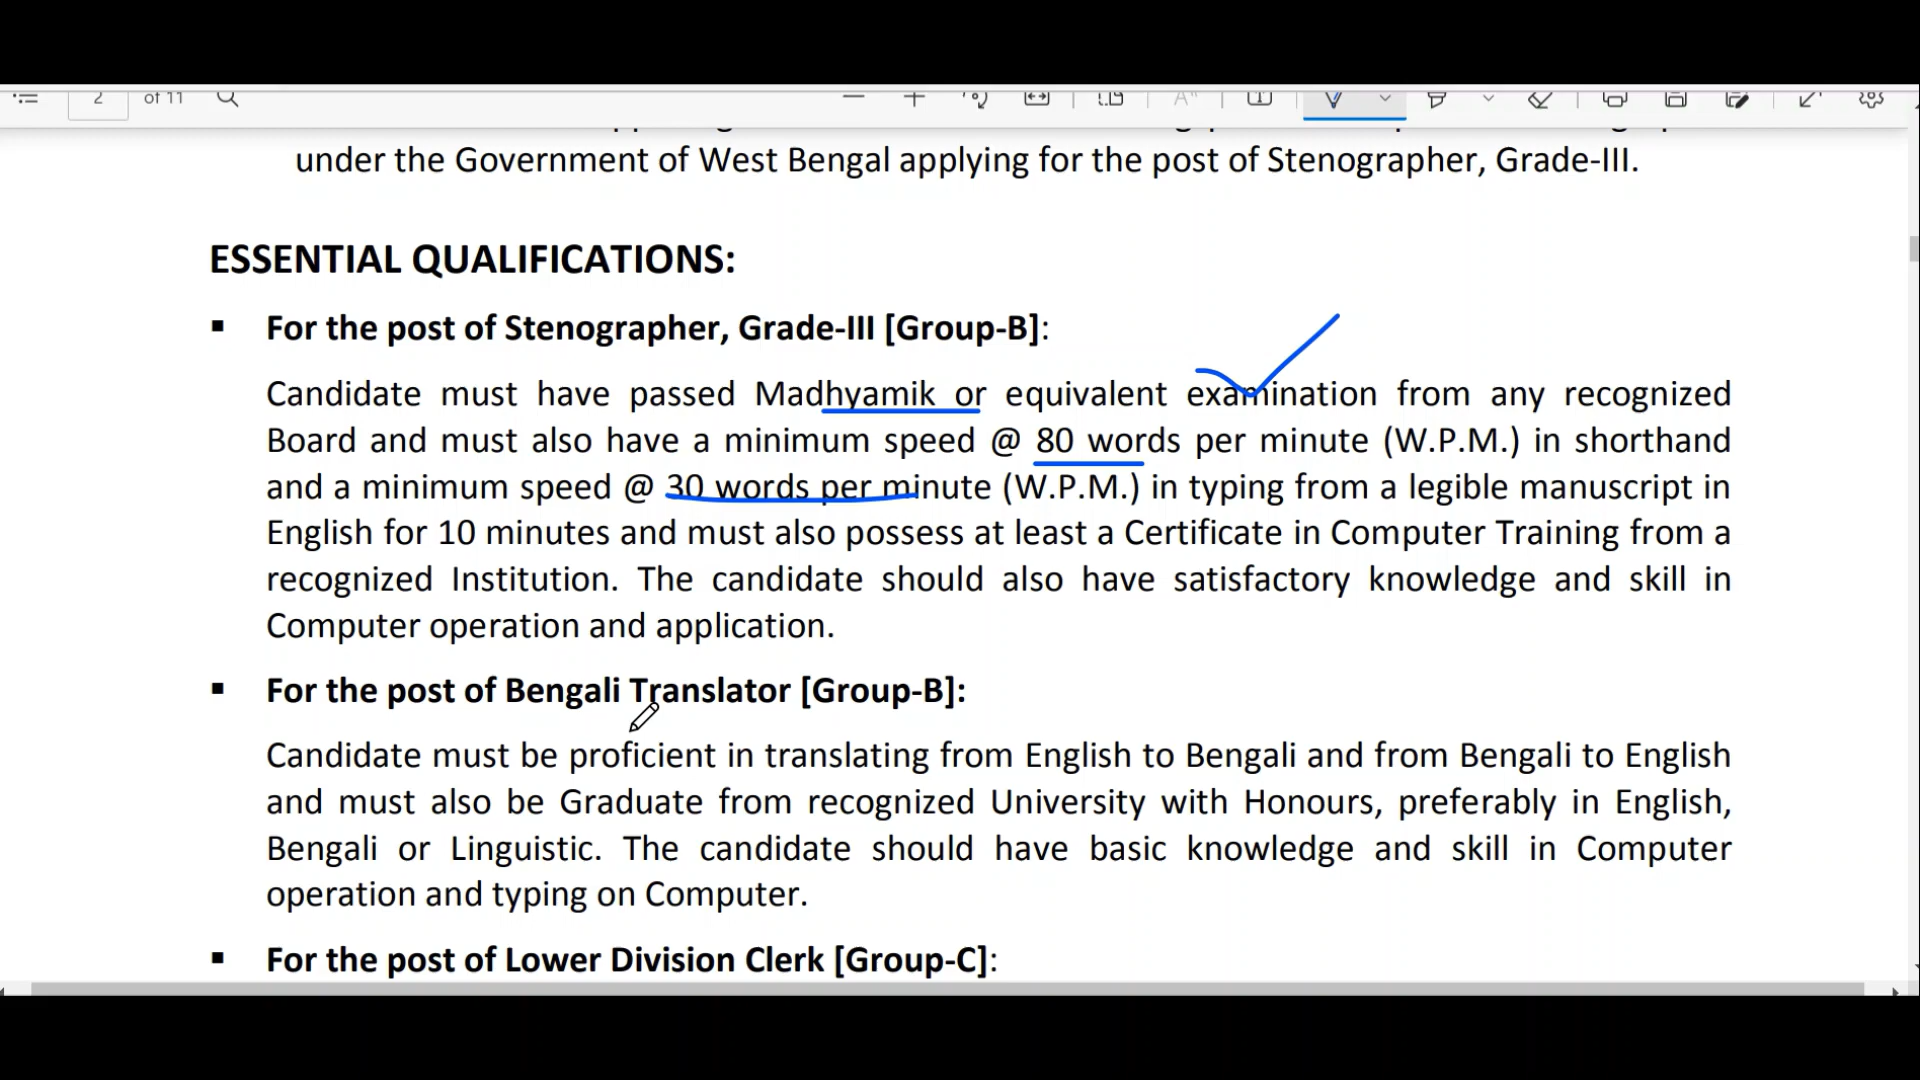 2 of 11
under the Government of West Bengal applying for the post of Stenographer, Grade-III.
ESSENTIAL QUALIFICATIONS:
▪ For the post of Stenographer, Grade-III [Group-B]:
Candidate must have passed Madhyamik or equivalent examination from any recognized
Board and must also have a minimum speed @ 80 words per minute (W.P.M.) in shorthand
and a minimum speed @ 30 words per minute (W.P.M.) in typing from a legible manuscript in
English for 10 minutes and must also possess at least a Certificate in Computer Training from a
recognized Institution. The candidate should also have satisfactory knowledge and skill in
Computer operation and application.
▪ For the post of Bengali Translator [Group-B]:
Candidate must be proficient in translating from English to Bengali and from Bengali to English
and must also be Graduate from recognized University with Honours, preferably in English,
Bengali or Linguistic. The candidate should have basic knowledge and skill in Computer
operation and typing on Computer.
▪ For the post of Lower Division Clerk [Group-C]: